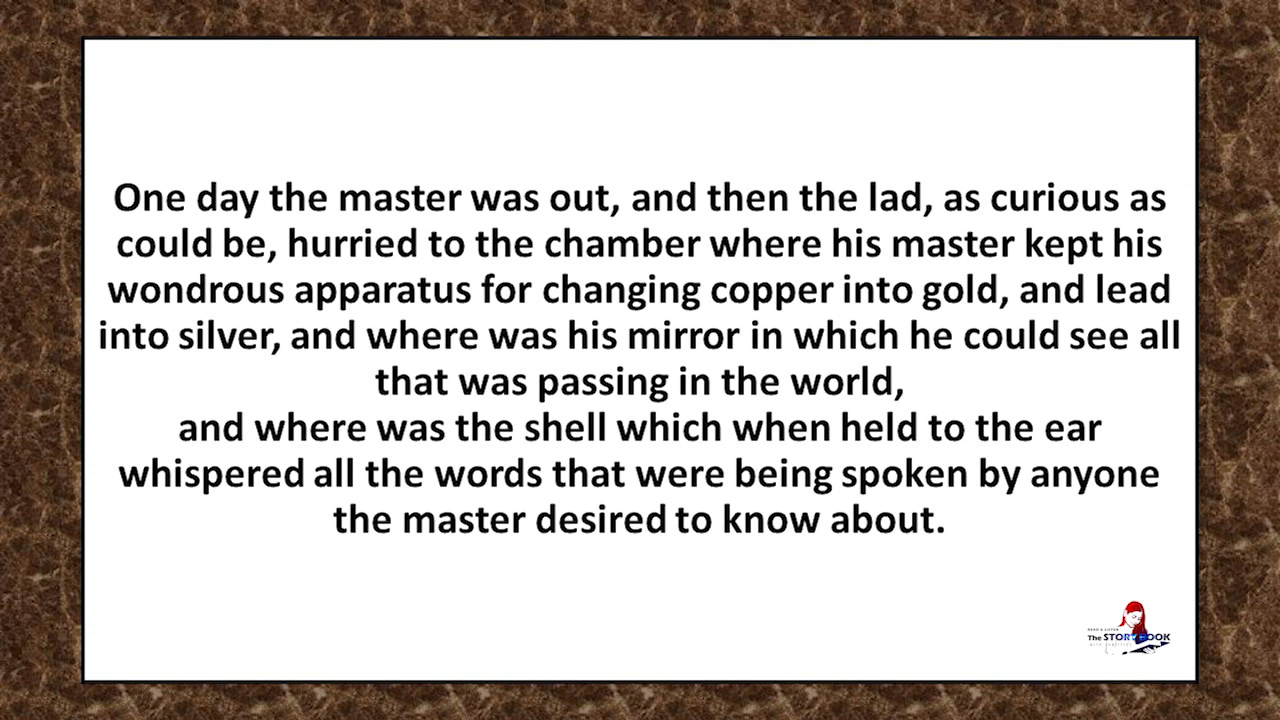 One day the master was out, and then the lad, as curious as
could be, hurried to the chamber where his master kept his
wondrous apparatus for changing copper into gold, and lead
into silver, and where was his mirror in which he could see all
that was passing in the world,
and where was the shell which when held to the ear
whispered all the words that were being spoken by anyone
the master desired to know about.
READ & LISTEN
The STORYBOOK